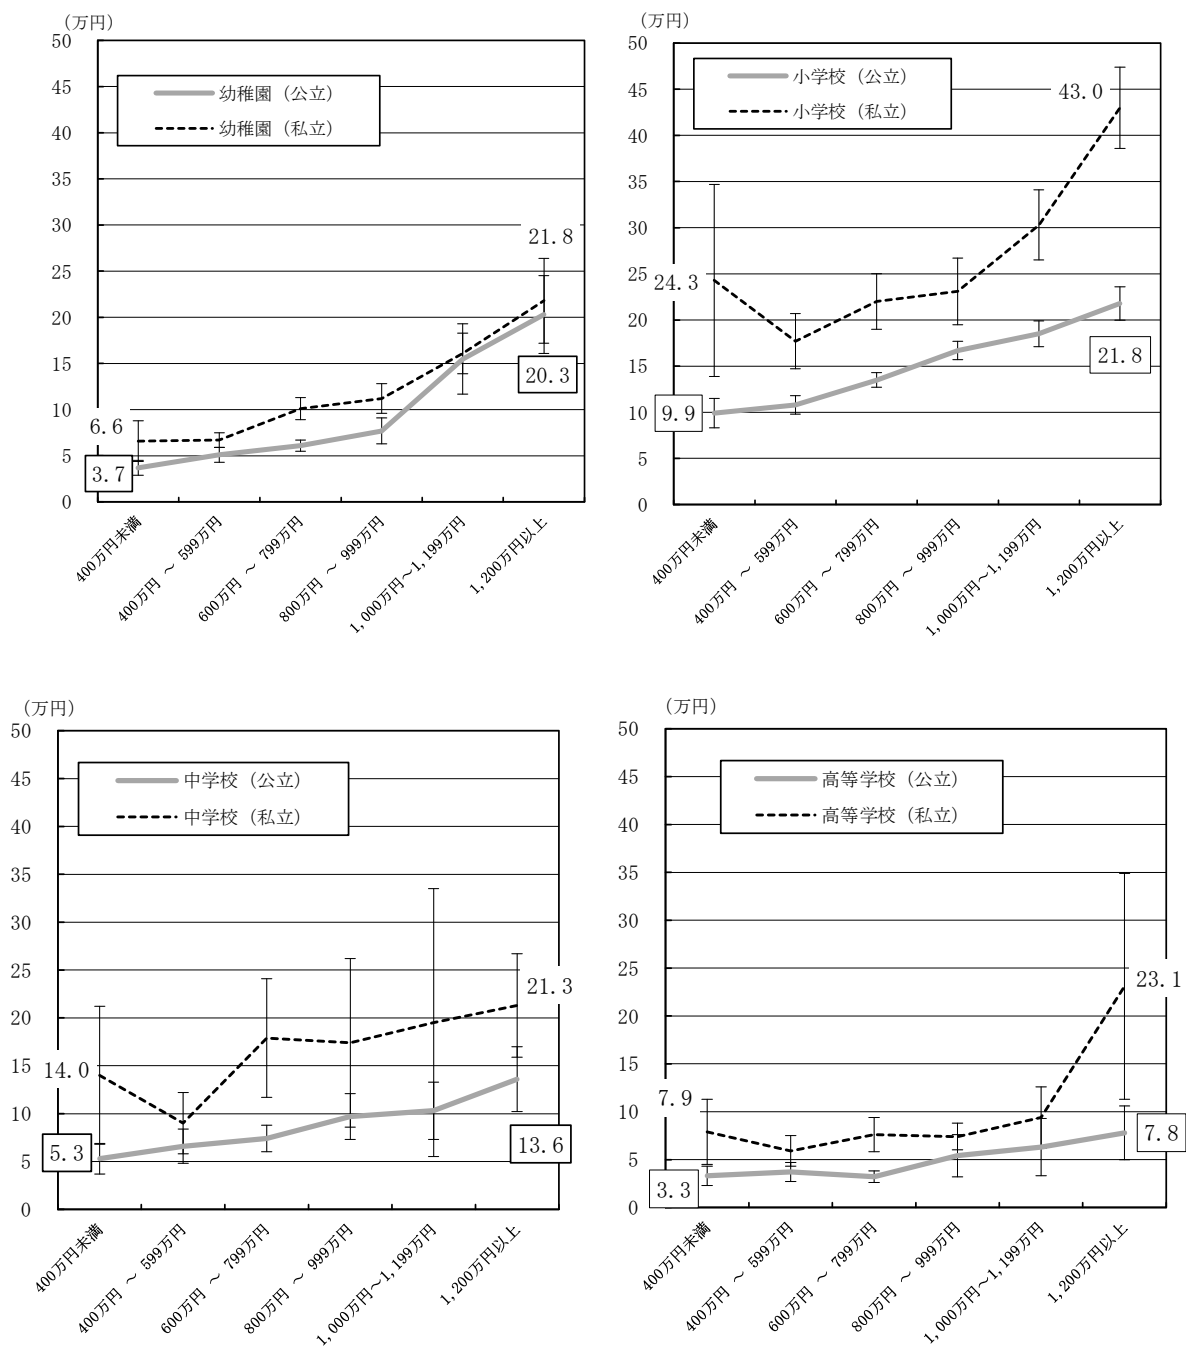 （万円）
50
45
40
35
30
25
20
15
10
5
0
幼稚園（公立）
幼稚園（私立）
21.8
20.3
6.6
3.7
400万円未満
400万円 ～ 599万円
600万円 ～ 799万円
800万円 ～ 999万円
1,000万円～1,199万円
1,200万円以上
（万円）
50
45
40
35
30
25
20
15
10
5
0
小学校（公立）
小学校（私立）
43.0
24.3
21.8
9.9
400万円未満
400万円 ～ 599万円
600万円 ～ 799万円
800万円 ～ 999万円
1,000万円～1,199万円
1,200万円以上
（万円）
50
45
40
35
30
25
20
15
10
5
0
中学校（公立）
中学校（私立）
21.3
14.0
13.6
5.3
400万円未満
400万円 ～ 599万円
600万円 ～ 799万円
800万円 ～ 999万円
1,000万円～1,199万円
1,200万円以上
（万円）
50
45
40
35
30
25
20
15
10
5
0
高等学校（公立）
高等学校（私立）
23.1
7.9
7.8
3.3
400万円未満
400万円 ～ 599万円
600万円 ～ 799万円
800万円 ～ 999万円
1,000万円～1,199万円
1,200万円以上